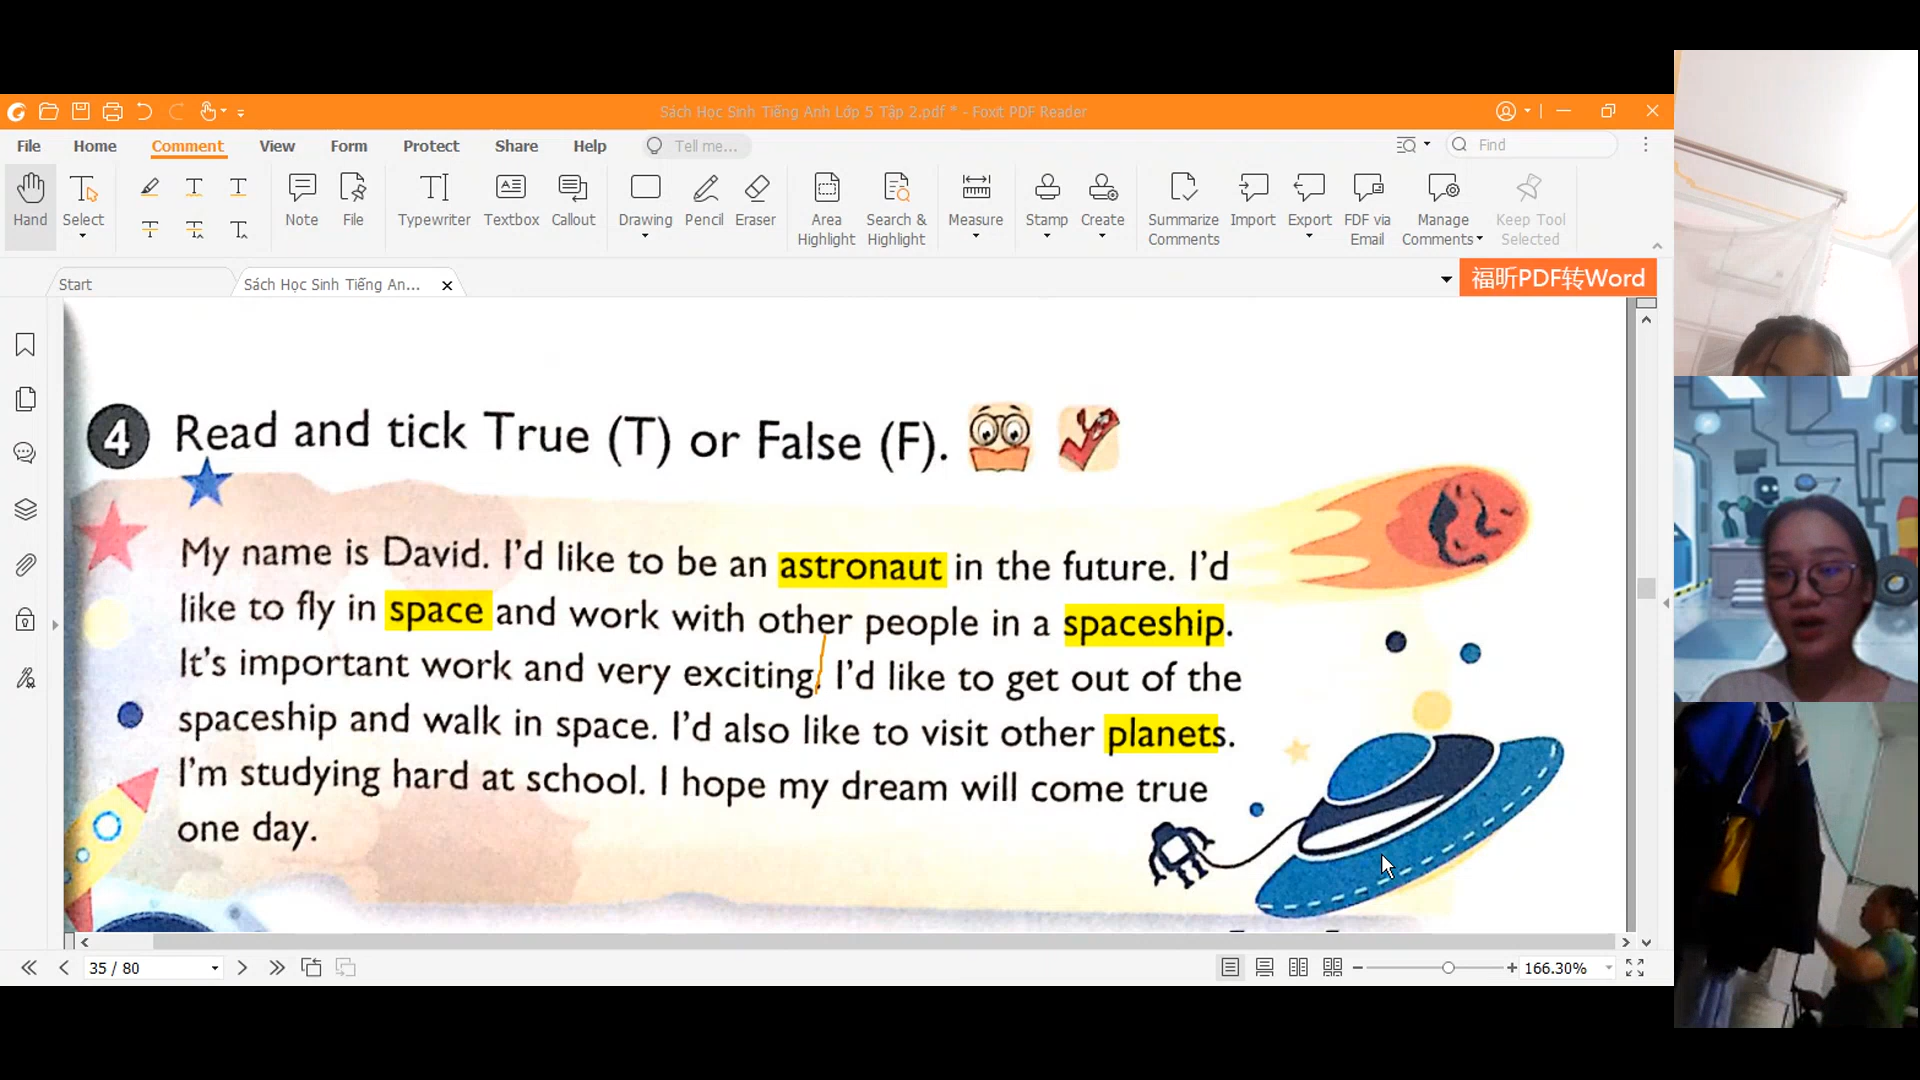 Sách Học Sinh Tiếng Anh Lớp 5 Tập 2.pdf * - Foxit PDF Reader
File Home Comment View Form Protect Share Help Tell me... Find
Hand Select Note File Typewriter Textbox Callout Drawing Pencil Eraser Area Highlight Search & Highlight Measure Stamp Create Summarize Comments Import Export FDF via Email Manage Comments Keep Tool Selected
Start Sách Học Sinh Tiếng An... 福昕PDF转Word
4 Read and tick True (T) or False (F).
My name is David. I'd like to be an astronaut in the future. I'd
like to fly in space and work with other people in a spaceship.
It's important work and very exciting. I'd like to get out of the
spaceship and walk in space. I'd also like to visit other planets.
I'm studying hard at school. I hope my dream will come true
one day.
35 / 80 166.30%